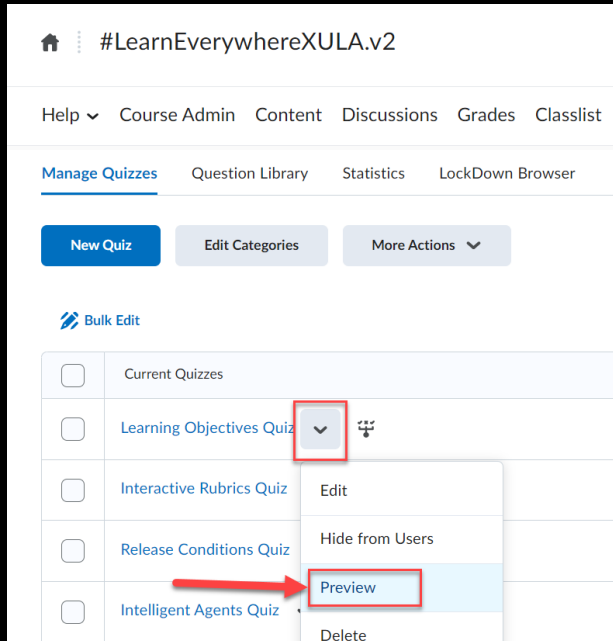 #LearnEverywhereXULA.v2
Help Course Admin Content Discussions Grades Classlist
Manage Quizzes Question Library Statistics LockDown Browser
New Quiz Edit Categories More Actions
Bulk Edit
Current Quizzes
Learning Objectives Quiz
Interactive Rubrics Quiz
Edit
Hide from Users
Release Conditions Quiz
Preview
Intelligent Agents Quiz
Delete